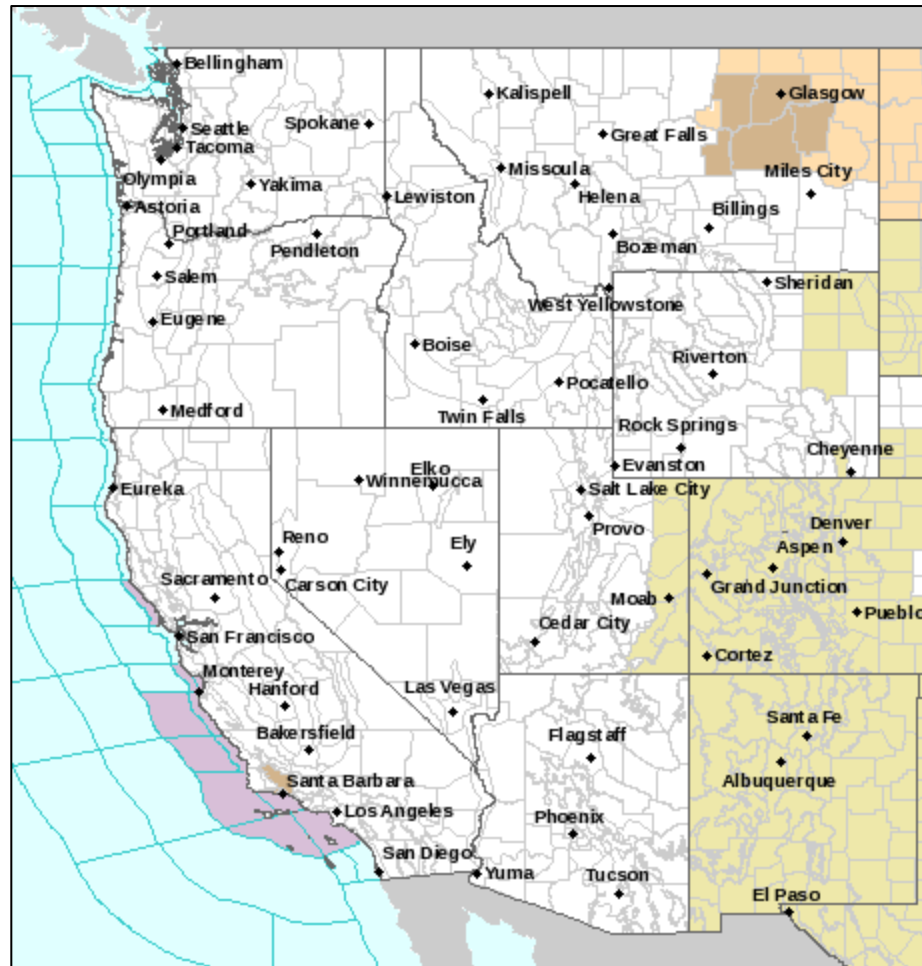 Bellingham
Kalispell
Glasgow
Seattle
Spokane
Great Falls
Tacoma
Olympia
Yakima
Missoula
Miles City
Lewiston
Helena
Astoria
Billings
Portland
Pendleton
Bozeman
Salem
Sheridan
West Yellowstone
Eugene
Boise
Riverton
Pocatello
Medford
Twin Falls
Rock Springs
Cheyenne
Elko
Evanston
Winnemucca
Eureka
Salt Lake City
Provo
Denver
Reno
Ely
Aspen
Sacramento
Carson City
Grand Junction
Moab
Pueblo
San Francisco
Cedar City
Cortez
Monterey
Hanford
Las Vegas
Santa Fe
Bakersfield
Flagstaff
Santa Barbara
Albuquerque
Los Angeles
Phoenix
San Diego
Yuma
Tucson
El Paso